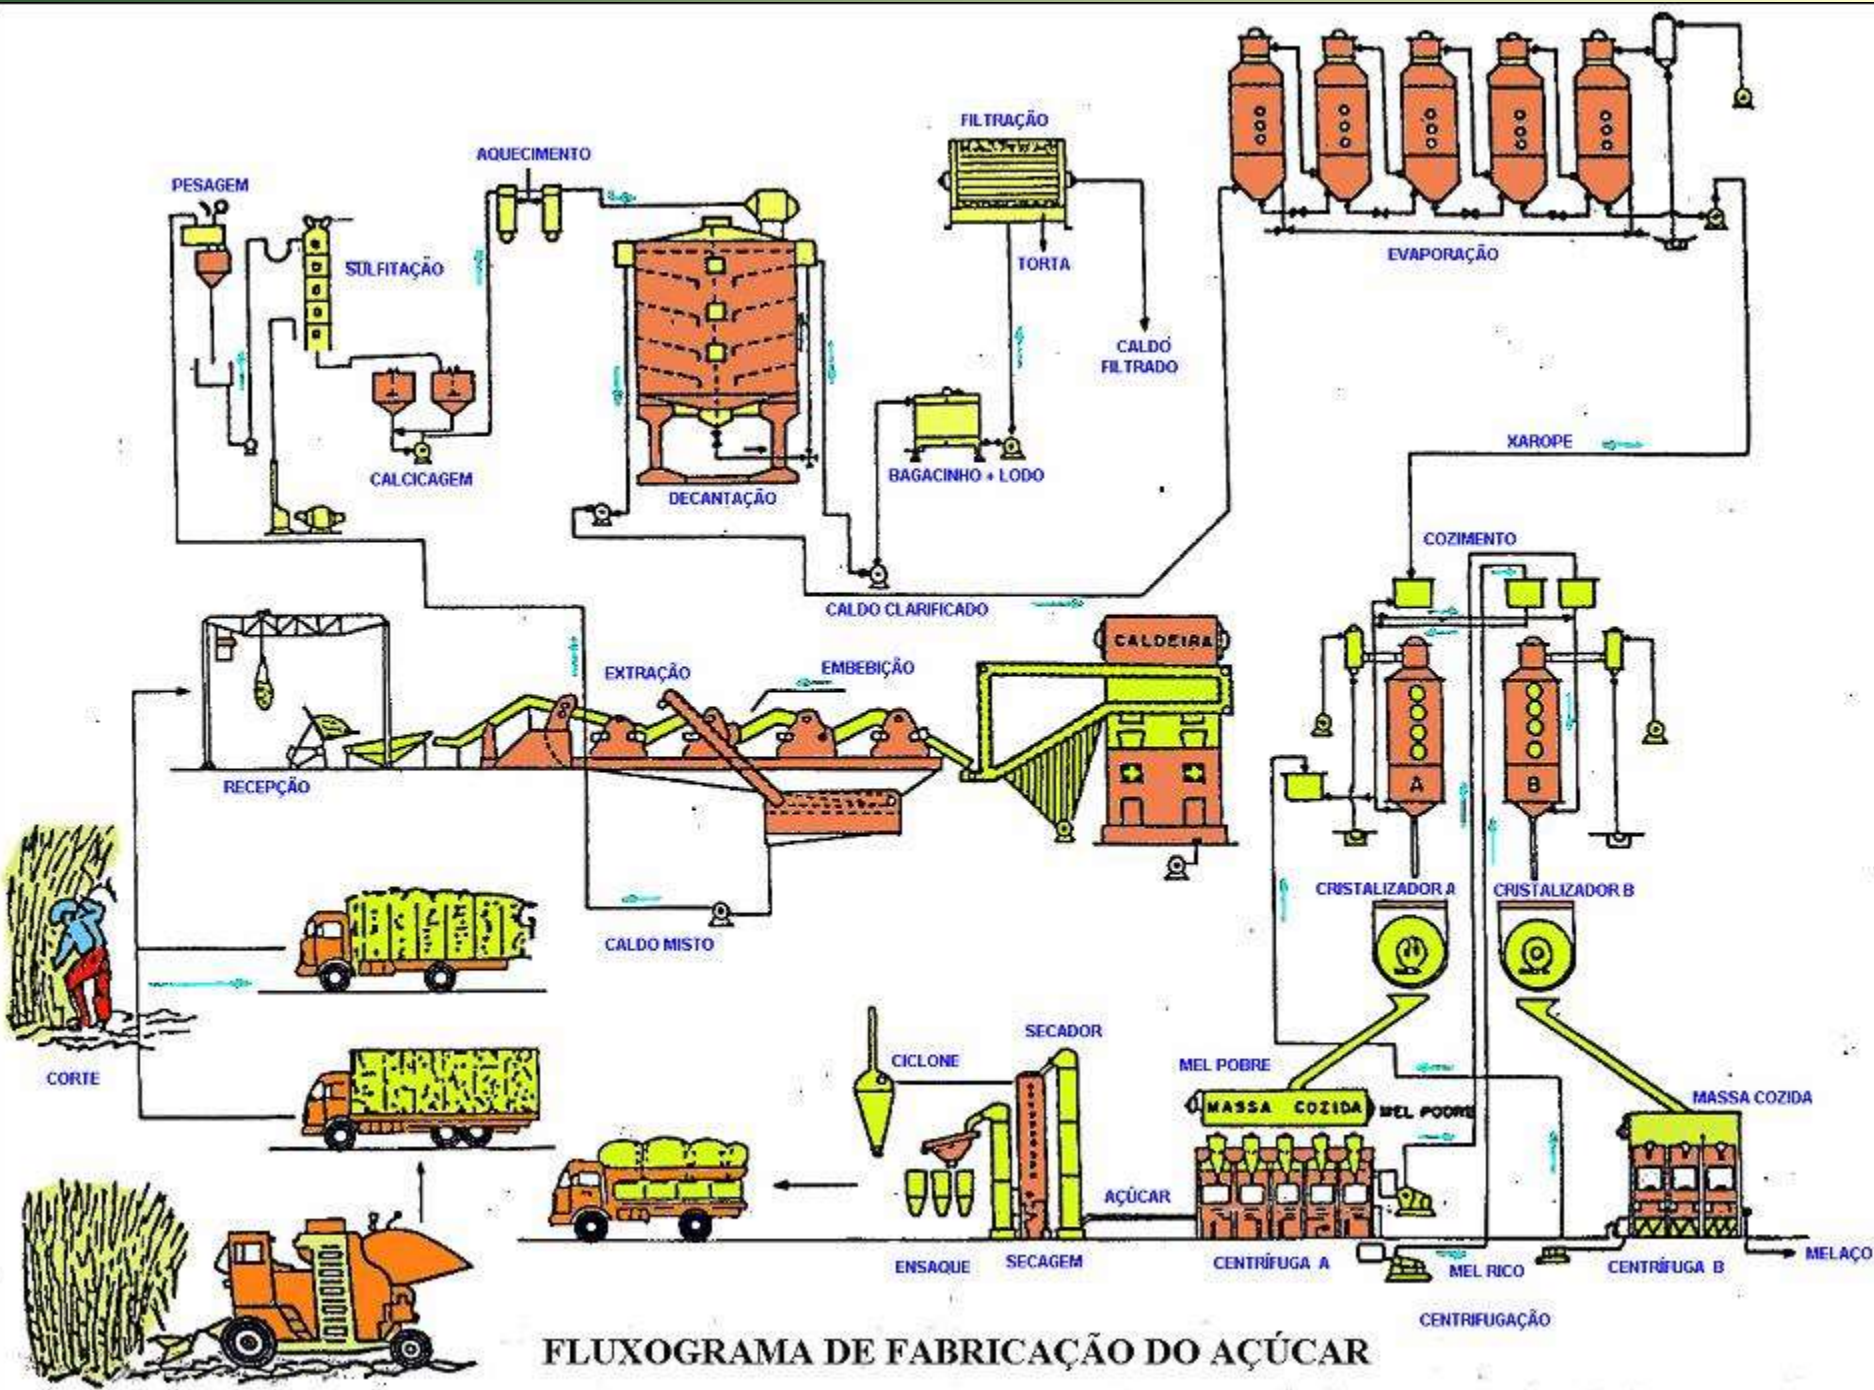 FILTRAÇÃO
AQUECIMENTO
PESAGEM
SULFITAÇÃO
TORTA
EVAPORAÇÃO
CALDO
FILTRADO
XAROPE
CALCICAGEM
BAGACINHO + LODO
DECANTAÇÃO
COZIMENTO
CALDO CLARIFICADO
CALDEIRA
EXTRAÇÃO
EMBEBIÇÃO
RECEPÇÃO
A
B
CRISTALIZADOR A
CRISTALIZADOR B
CALDO MISTO
SECADOR
CICLONE
MEL POBRE
CORTE
MASSA COZIDA
MASSA COZIDA
MEL PODRE
AÇÚCAR
ENSAQUE
SECAGEM
CENTRÍFUGA A
MEL RICO
CENTRÍFUGA B
MELAÇO
CENTRIFUGAÇÃO
FLUXOGRAMA DE FABRICAÇÃO DO AÇÚCAR